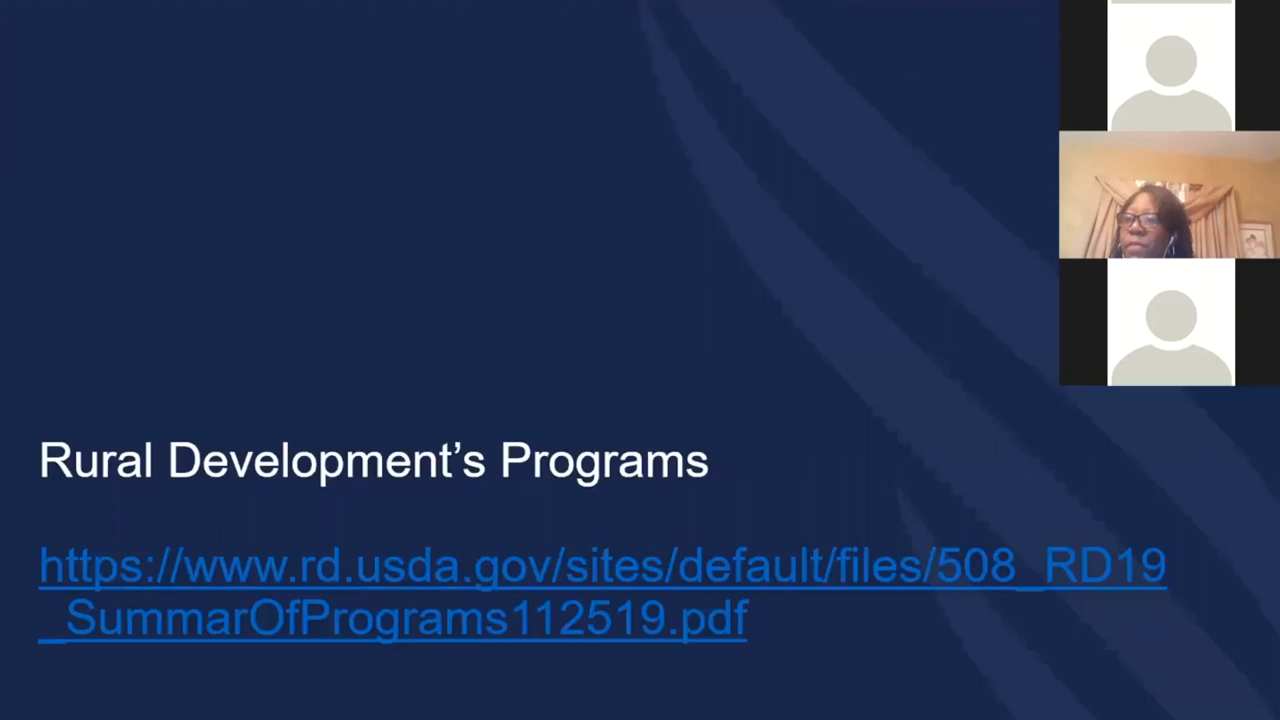 Rural Development's Programs
https://www.rd.usda.gov/sites/default/files/508_RD19
_SummarOfPrograms112519.pdf